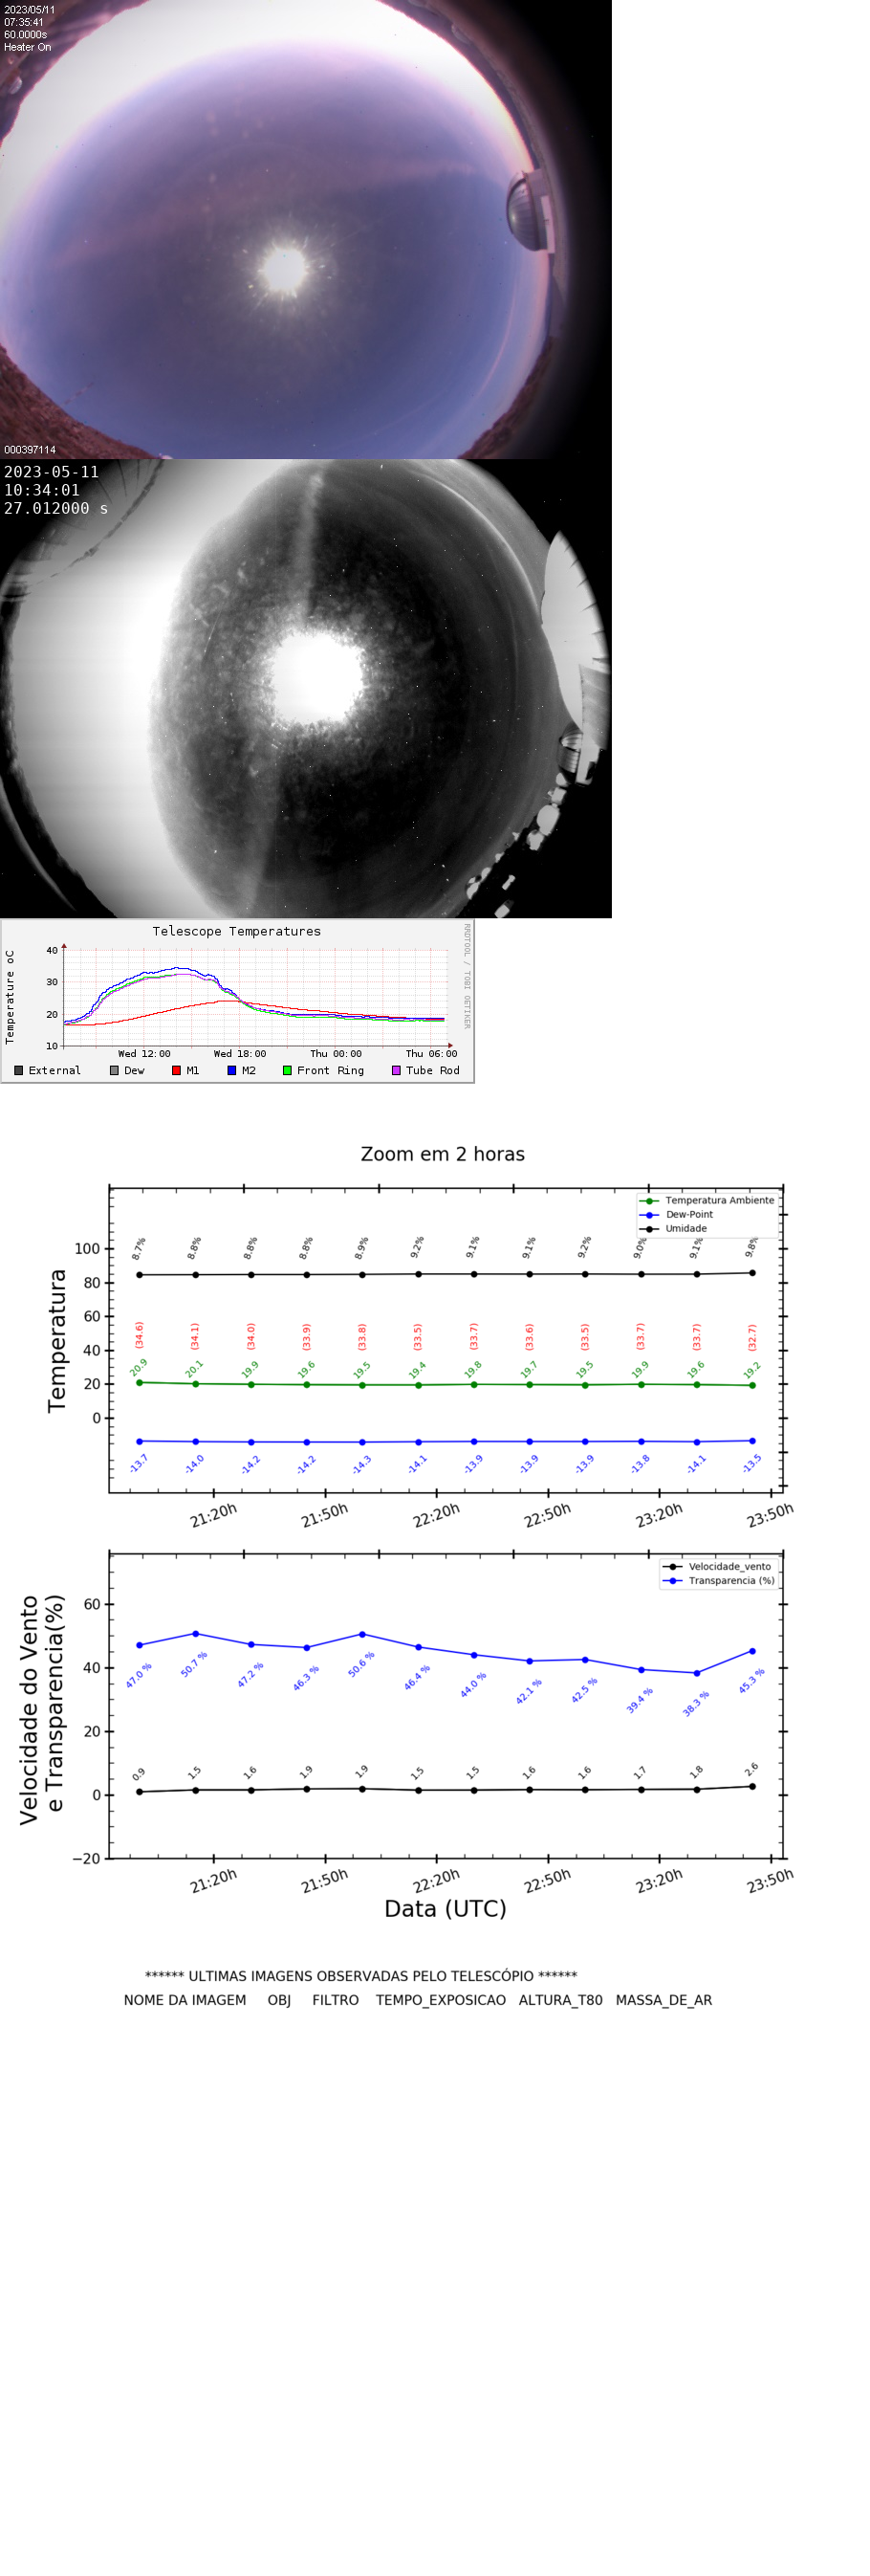 2023/05/11
07:35:41
60.0000s
Heater On
000397114
2023-05-11
10:34:01
27.012000 s
Telescope Temperatures
RRDTOOL / TOBI OETIKER
Temperature oC
40
30
20
10
Wed 12:00 Wed 18:00 Thu 00:00 Thu 06:00
External Dew M1 M2 Front Ring Tube Rod
Zoom em 2 horas
Temperatura Ambiente
Dew-Point
Umidade
Temperatura
100
80
60
40
20
0
8.7% 8.8% 8.8% 8.8% 8.9% 9.2% 9.1% 9.1% 9.2% 9.0% 9.1% 9.8%
(34.6) (34.1) (34.0) (33.9) (33.8) (33.5) (33.7) (33.6) (33.5) (33.7) (33.7) (32.7)
20.9 20.1 19.9 19.6 19.5 19.4 19.8 19.7 19.5 19.9 19.6 19.2
-13.7 -14.0 -14.2 -14.2 -14.3 -14.1 -13.9 -13.9 -13.9 -13.8 -14.1 -13.5
21:20h 21:50h 22:20h 22:50h 23:20h 23:50h
Velocidade_vento
Transparencia (%)
Velocidade do Vento
e Transparencia(%)
60
40
20
0
−20
47.0 % 50.7 % 47.2 % 46.3 % 50.6 % 46.4 % 44.0 % 42.1 % 42.5 % 39.4 % 38.3 % 45.3 %
0.9 1.5 1.6 1.9 1.9 1.5 1.5 1.6 1.6 1.7 1.8 2.6
21:20h 21:50h 22:20h 22:50h 23:20h 23:50h
Data (UTC)
****** ULTIMAS IMAGENS OBSERVADAS PELO TELESCÓPIO ******
NOME DA IMAGEM OBJ FILTRO TEMPO_EXPOSICAO ALTURA_T80 MASSA_DE_AR